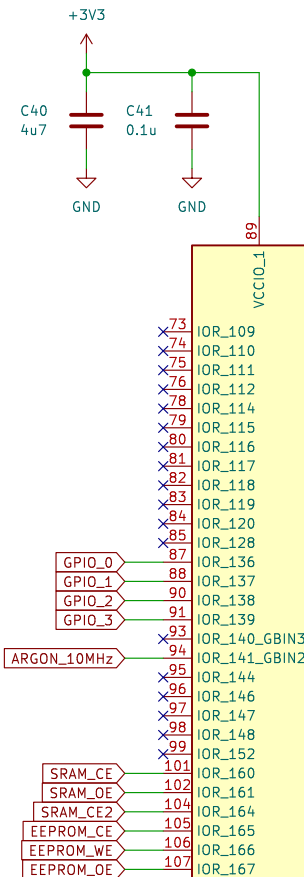 +3V3
C40
4u7
C41
0.1u
GND
GND
89
VCCIO_1
73 IOR_109
74 IOR_110
75 IOR_111
76 IOR_112
78 IOR_114
79 IOR_115
80 IOR_116
81 IOR_117
82 IOR_118
83 IOR_119
84 IOR_120
85 IOR_128
GPIO_0 87 IOR_136
GPIO_1 88 IOR_137
GPIO_2 90 IOR_138
GPIO_3 91 IOR_139
93 IOR_140_GBIN3
ARGON_10MHz 94 IOR_141_GBIN2
95 IOR_144
96 IOR_146
97 IOR_147
98 IOR_148
99 IOR_152
SRAM_CE 101 IOR_160
SRAM_OE 102 IOR_161
SRAM_CE2 104 IOR_164
EEPROM_CE 105 IOR_165
EEPROM_WE 106 IOR_166
EEPROM_OE 107 IOR_167